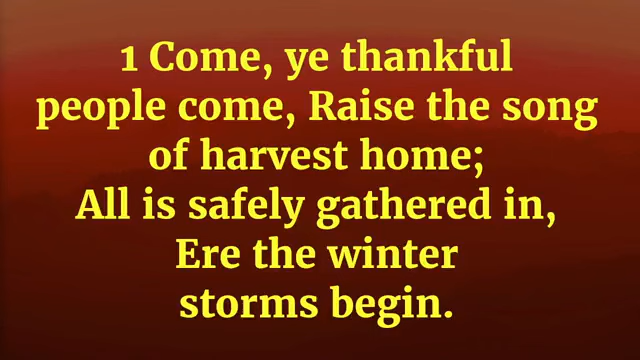 1 Come, ye thankful
people come, Raise the song
of harvest home;
All is safely gathered in,
Ere the winter
storms begin.